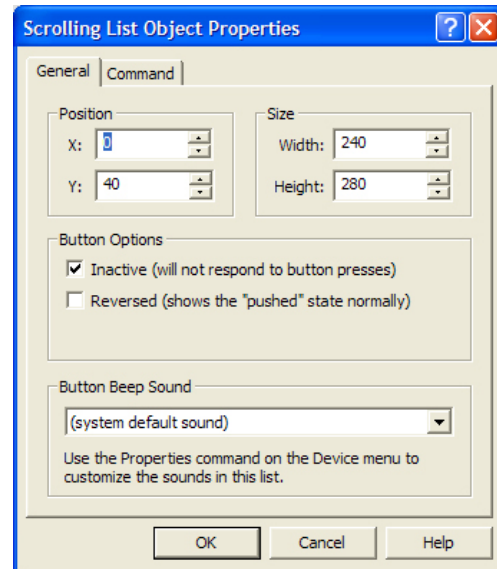 Scrolling List Object Properties
General Command
Position
X: 0
Y: 40
Size
Width: 240
Height: 280
Button Options
Inactive (will not respond to button presses)
Reversed (shows the "pushed" state normally)
Button Beep Sound
(system default sound)
Use the Properties command on the Device menu to
customize the sounds in this list.
OK Cancel Help